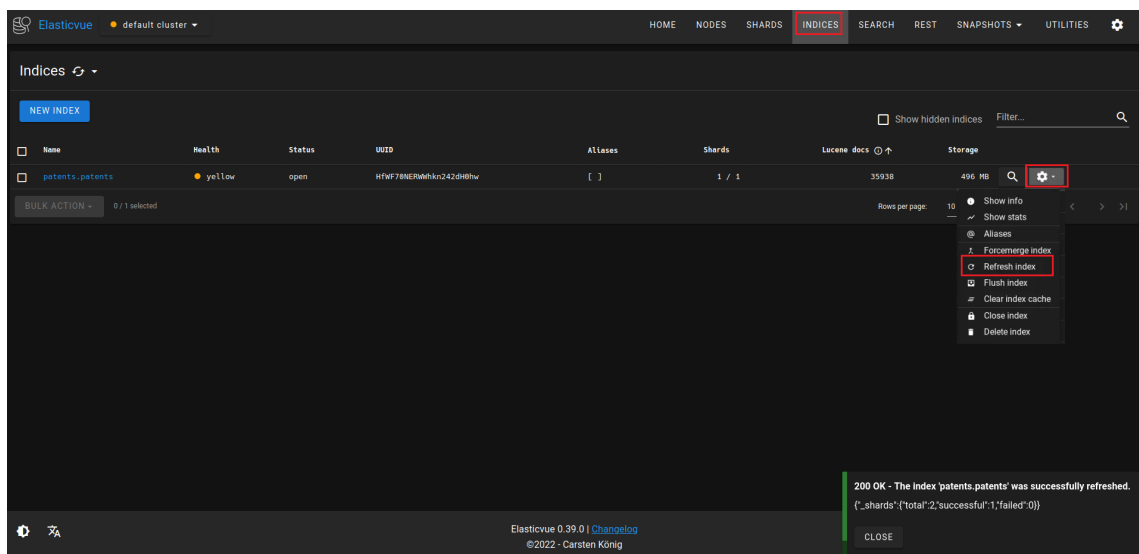 Elasticvue default cluster HOME NODES SHARDS INDICES SEARCH REST SNAPSHOTS UTILITIES
Indices
NEW INDEX Show hidden indices Filter...
Name Health Status UUID Aliases Shards Lucene docs Storage
patents.patents yellow open HfWF70NERWWhkn242dH0hw [ ] 1 / 1 35938 496 MB
BULK ACTION 0 / 1 selected Rows per page: 10
Show info
Show stats
Aliases
Forcemerge index
Refresh index
Flush index
Clear index cache
Close index
Delete index
200 OK - The index 'patents.patents' was successfully refreshed.
{"_shards":{"total":2,"successful":1,"failed":0}}
CLOSE
Elasticvue 0.39.0 | Changelog
©2022 - Carsten König